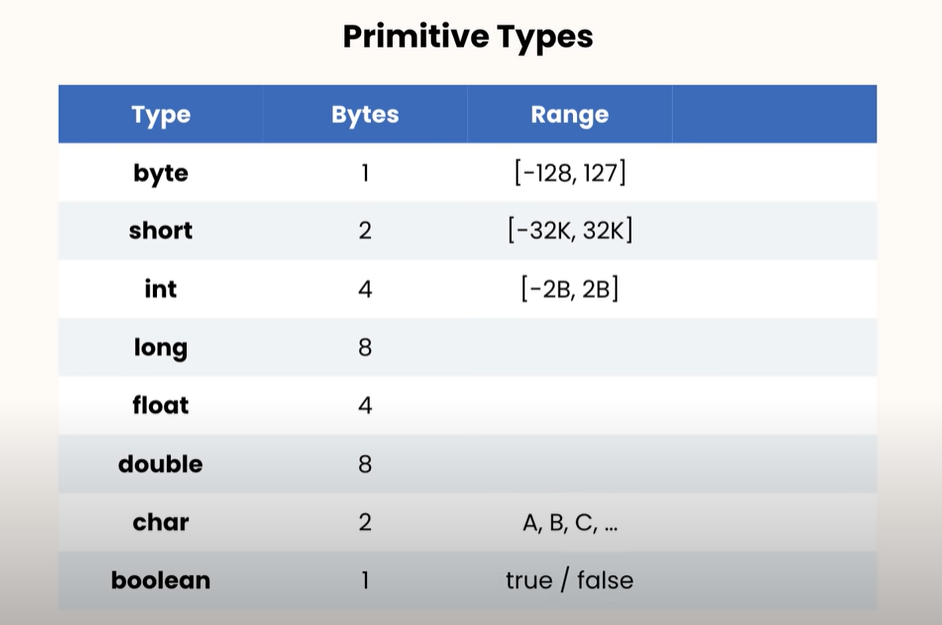 Primitive Types
Type Bytes Range
byte 1 [-128, 127]
short 2 [-32K, 32K]
int 4 [-2B, 2B]
long 8
float 4
double 8
char 2 A, B, C, ...
boolean 1 true / false